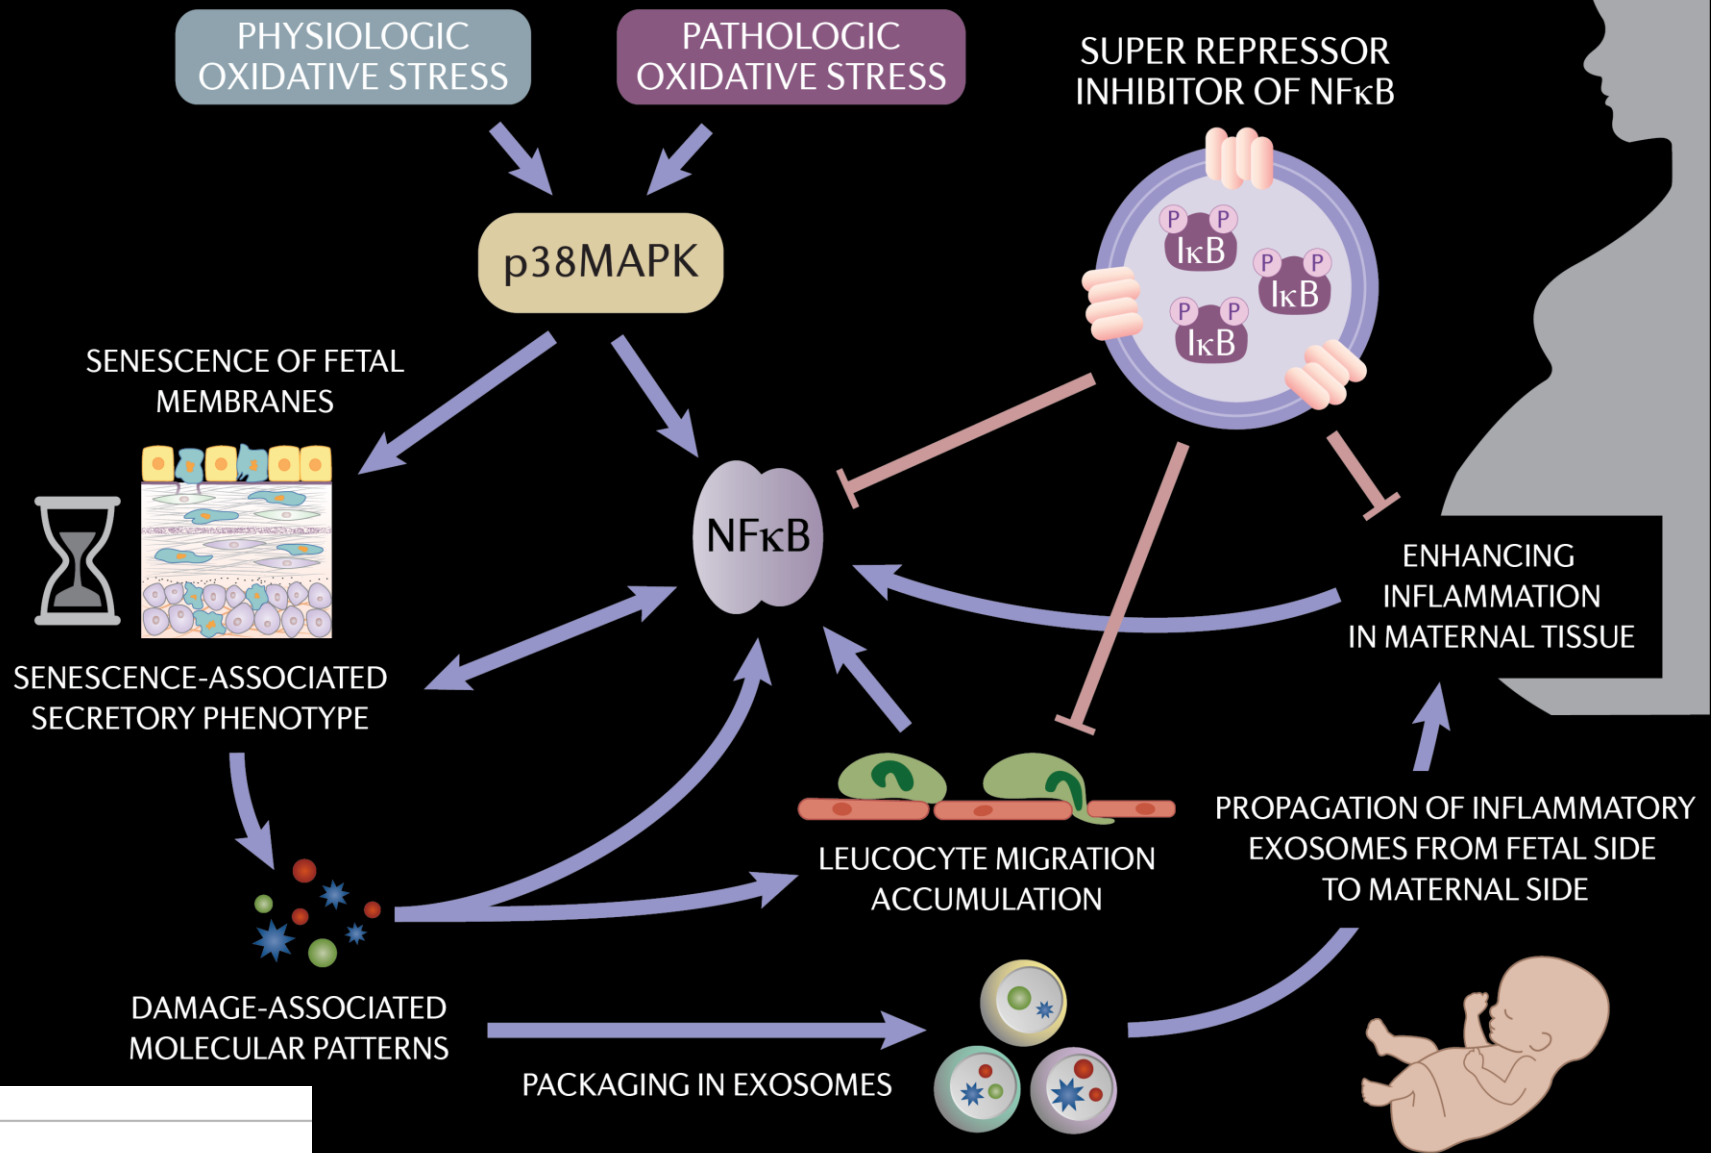 PHYSIOLOGIC
OXIDATIVE STRESS
PATHOLOGIC
OXIDATIVE STRESS
SUPER REPRESSOR
INHIBITOR OF NFκB
P P
IκB
P P
IκB
P P
IκB
p38MAPK
SENESCENCE OF FETAL
MEMBRANES
NFκB
ENHANCING
INFLAMMATION
IN MATERNAL TISSUE
SENESCENCE-ASSOCIATED
SECRETORY PHENOTYPE
LEUCOCYTE MIGRATION
ACCUMULATION
PROPAGATION OF INFLAMMATORY
EXOSOMES FROM FETAL SIDE
TO MATERNAL SIDE
DAMAGE-ASSOCIATED
MOLECULAR PATTERNS
PACKAGING IN EXOSOMES